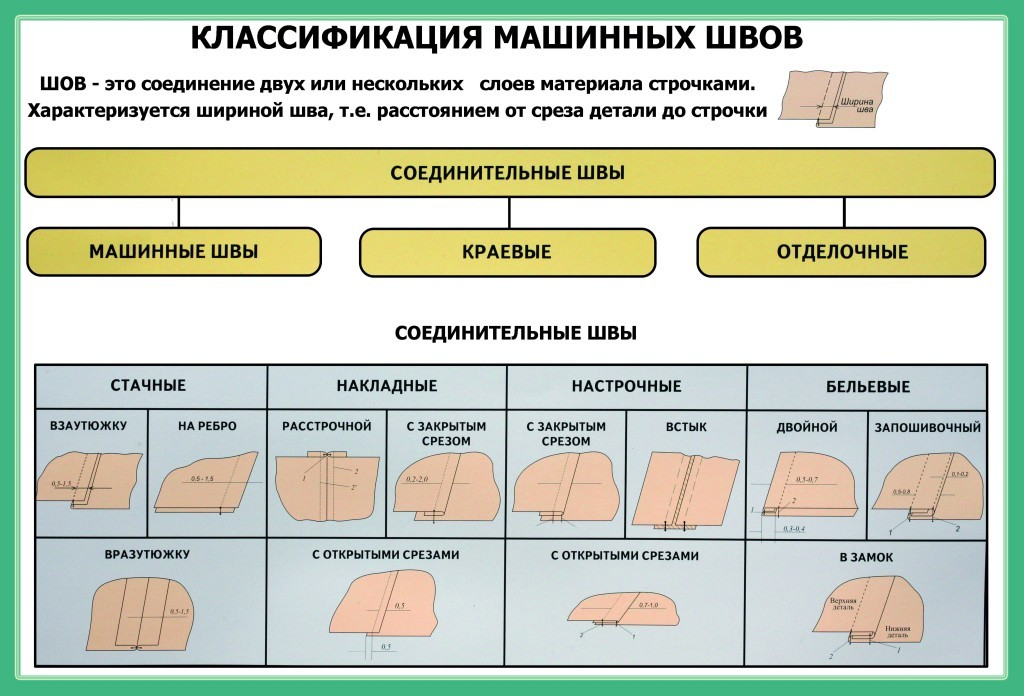 КЛАССИФИКАЦИЯ МАШИННЫХ ШВОВ
ШОВ - это соединение двух или нескольких слоев материала строчками.
Характеризуется шириной шва, т.е. расстоянием от среза детали до строчки
Ширина
шва
СОЕДИНИТЕЛЬНЫЕ ШВЫ
МАШИННЫЕ ШВЫ
КРАЕВЫЕ
ОТДЕЛОЧНЫЕ
СОЕДИНИТЕЛЬНЫЕ ШВЫ
СТАЧНЫЕ
НАКЛАДНЫЕ
НАСТРОЧНЫЕ
БЕЛЬЕВЫЕ
ВЗАУТЮЖКУ
0,5-1,5
НА РЕБРО
0,5 - 1,5
РАССТРОЧНОЙ
1
2
2'
С ЗАКРЫТЫМ
СРЕЗОМ
0,2-2,0
С ЗАКРЫТЫМ
СРЕЗОМ
ВСТЫК
ДВОЙНОЙ
0,5-0,7
1
2
0,3-0,4
ЗАПОШИВОЧНЫЙ
0,1-0,2
0,5-0,8
1
2
ВРАЗУТЮЖКУ
0,5-1,5
С ОТКРЫТЫМИ СРЕЗАМИ
0,5
0,5
С ОТКРЫТЫМИ СРЕЗАМИ
0,7-1,0
2
1
В ЗАМОК
Верхняя
деталь
Нижняя
деталь
2
1